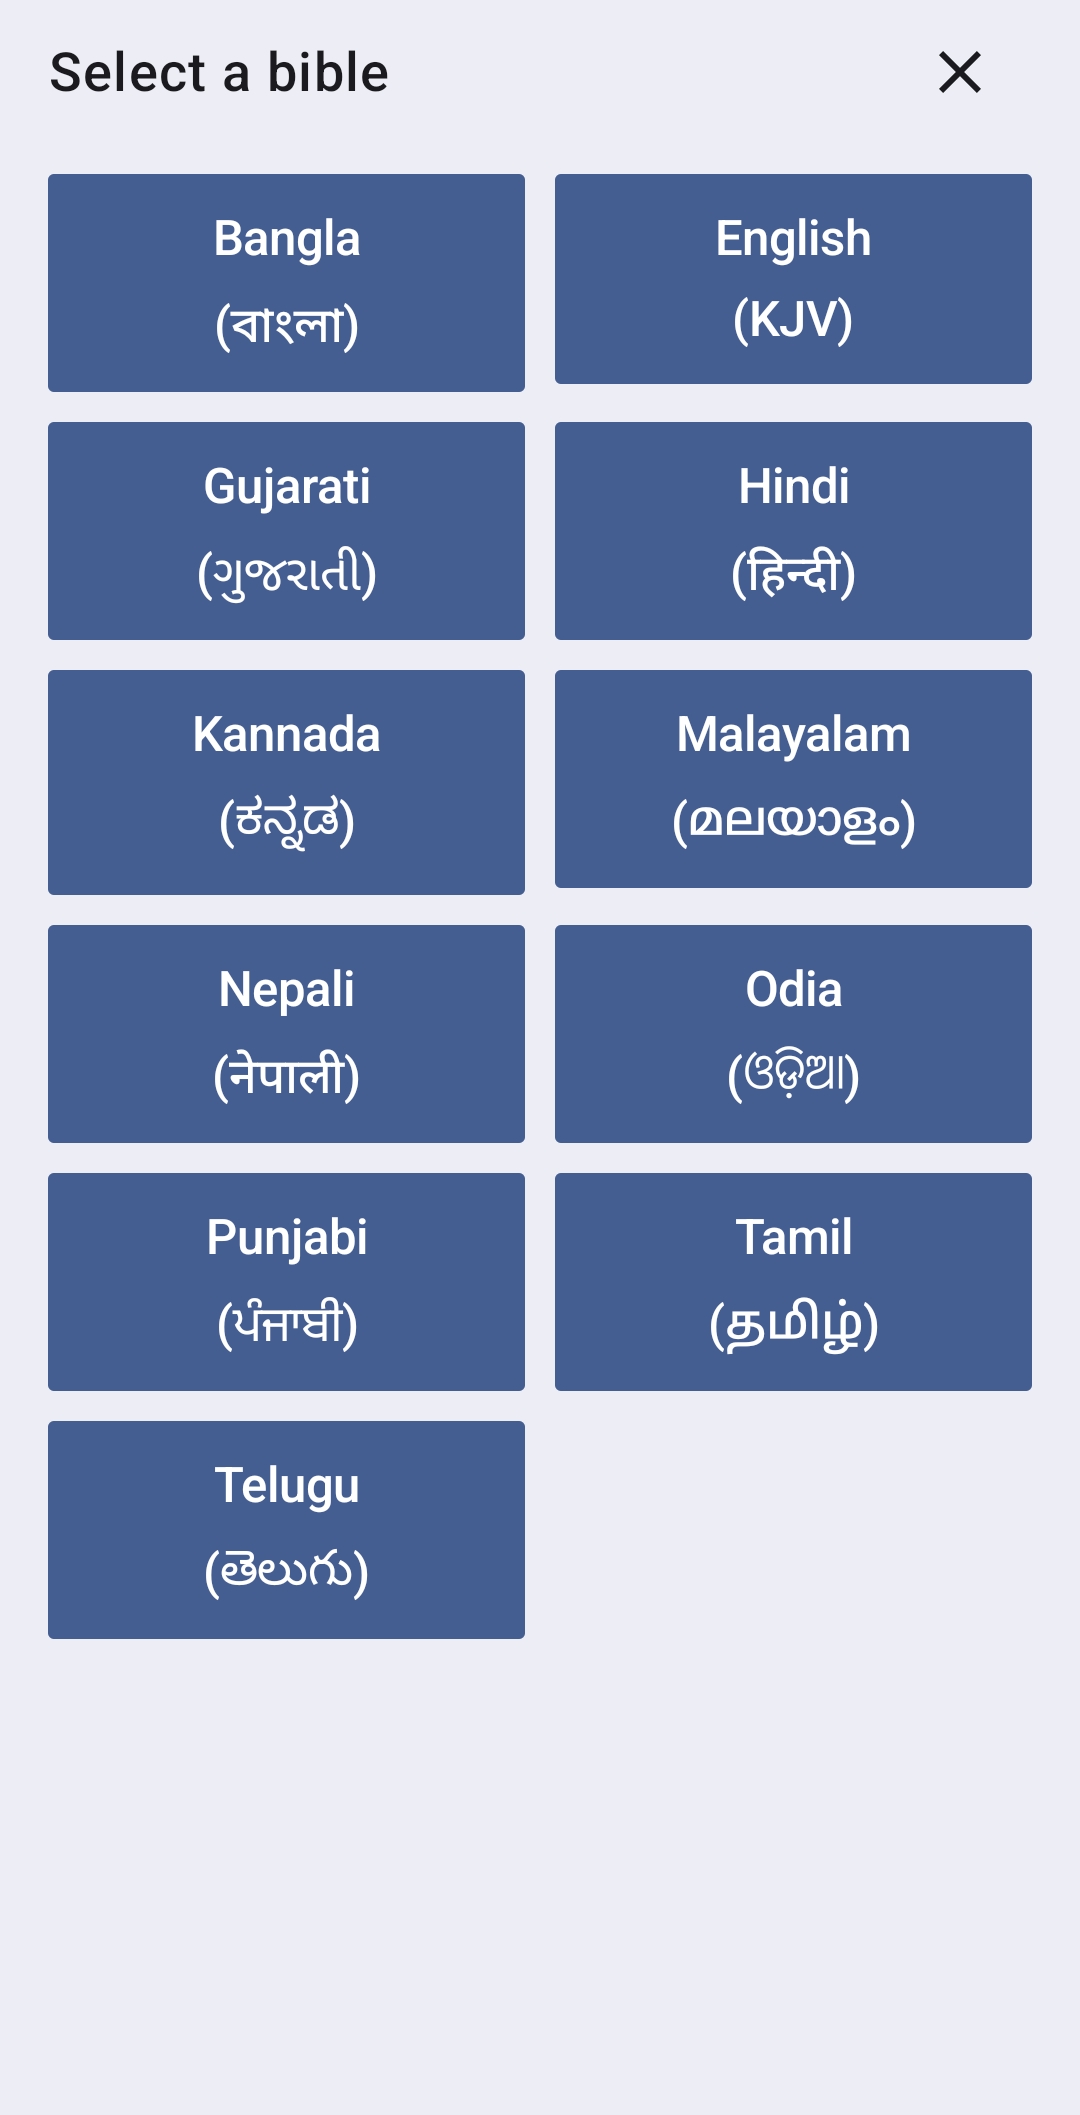 Select a bible
Bangla
(বাংলা)
English
(KJV)
Gujarati
(ગુજરાતી)
Hindi
(हिन्दी)
Kannada
(ಕನ್ನಡ)
Malayalam
(മലയാളം)
Nepali
(नेपाली)
Odia
(ଓଡ଼ିଆ)
Punjabi
(ਪੰਜਾਬੀ)
Tamil
(தமிழ்)
Telugu
(తెలుగు)